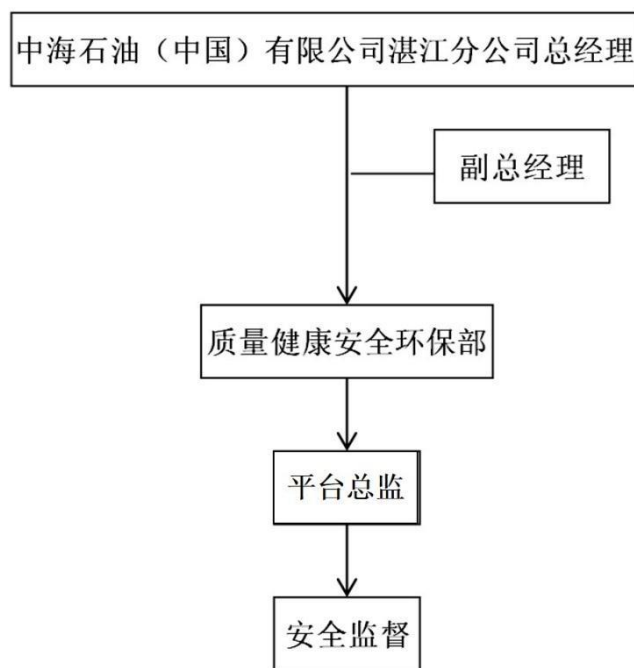 中海石油（中国）有限公司湛江分公司总经理
副总经理
质量健康安全环保部
平台总监
安全监督